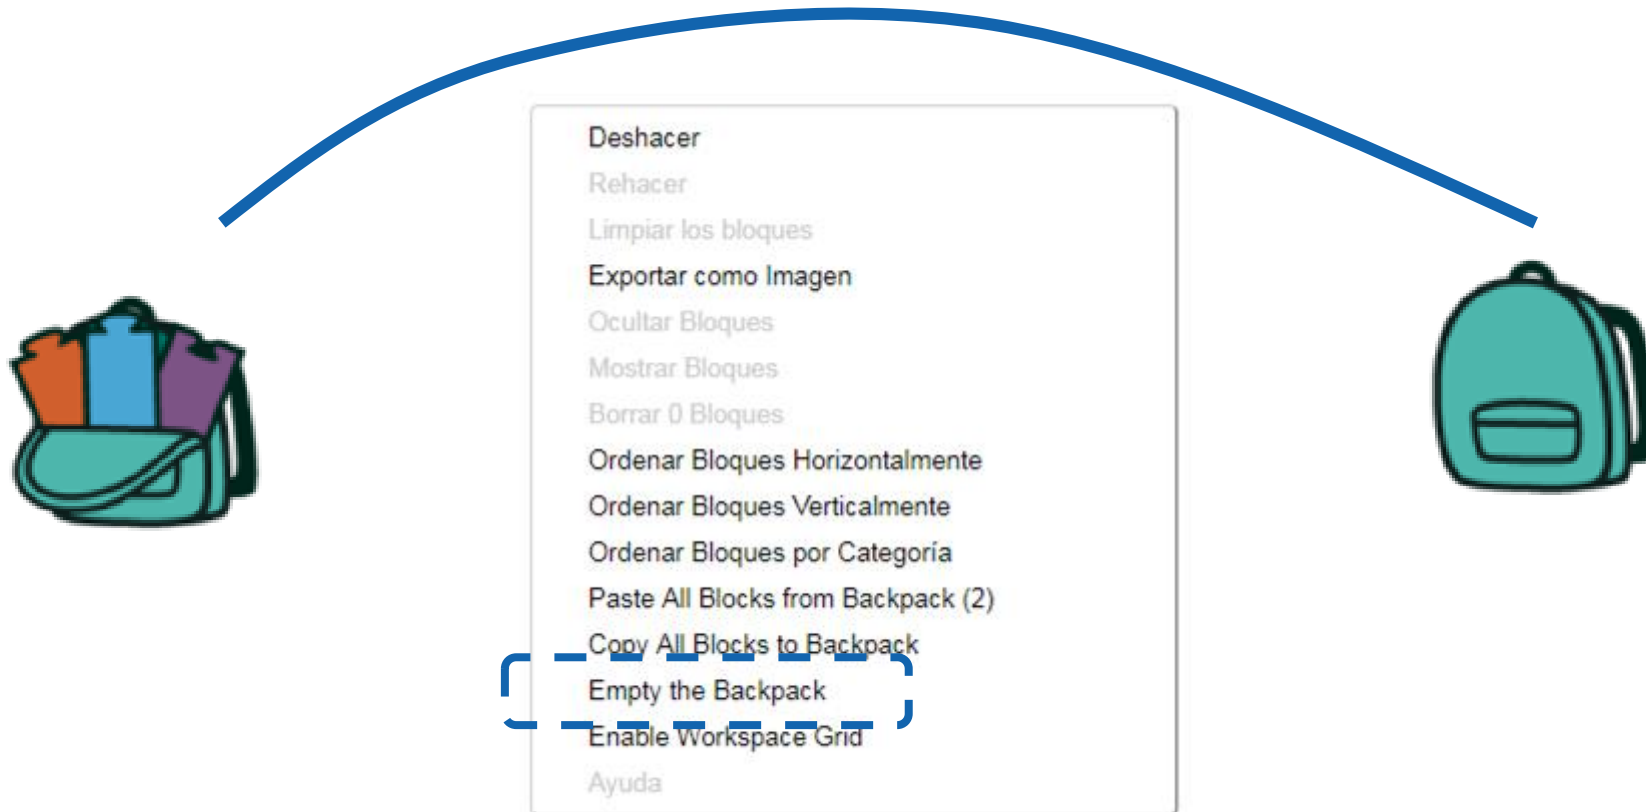 Deshacer
Rehacer
Limpiar los bloques
Exportar como Imagen
Ocultar Bloques
Mostrar Bloques
Borrar 0 Bloques
Ordenar Bloques Horizontalmente
Ordenar Bloques Verticalmente
Ordenar Bloques por Categoría
Paste All Blocks from Backpack (2)
Copy All Blocks to Backpack
Empty the Backpack
Enable Workspace Grid
Ayuda